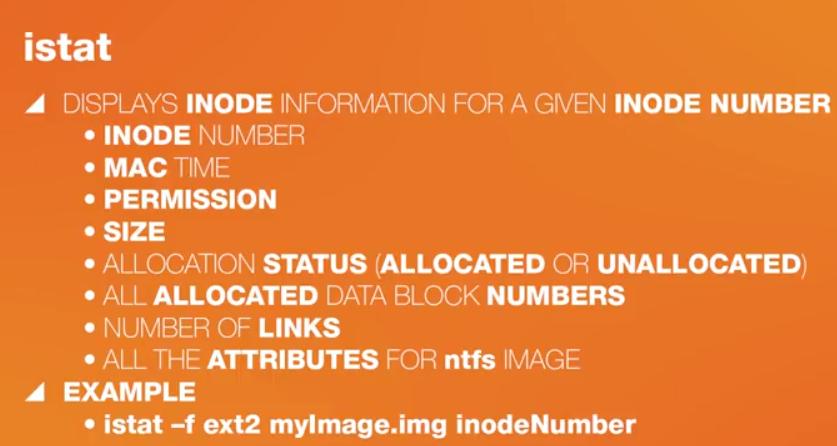 istat
DISPLAYS INODE INFORMATION FOR A GIVEN INODE NUMBER
• INODE NUMBER
• MAC TIME
• PERMISSION
• SIZE
• ALLOCATION STATUS (ALLOCATED OR UNALLOCATED)
• ALL ALLOCATED DATA BLOCK NUMBERS
• NUMBER OF LINKS
• ALL THE ATTRIBUTES FOR ntfs IMAGE
EXAMPLE
• istat –f ext2 myImage.img inodeNumber